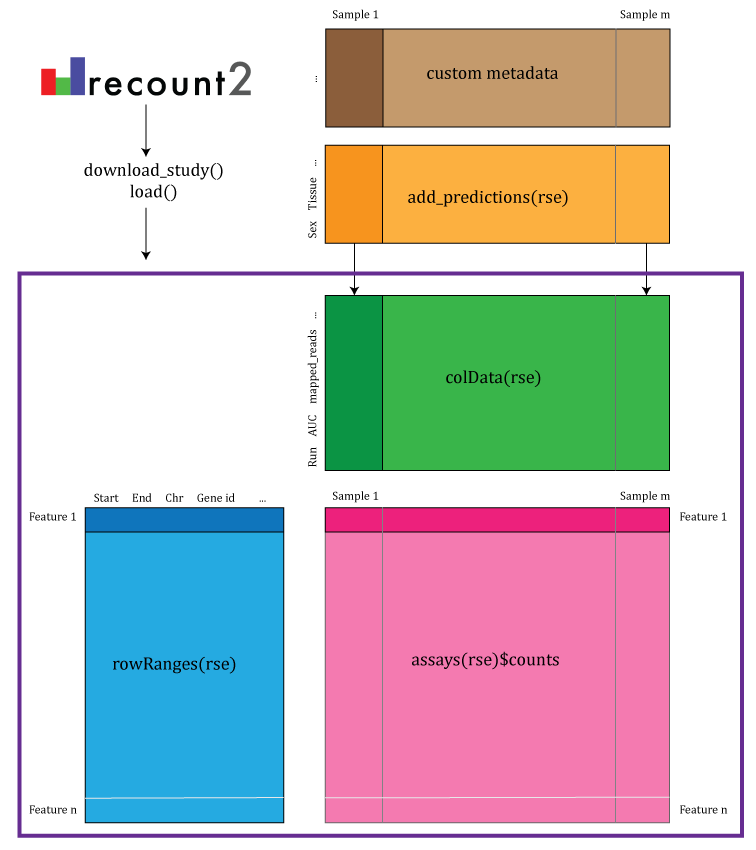 Sample 1
Sample m
recount2
...
custom metadata
download_study()
load()
Sex Tissue ...
add_predictions(rse)
Run AUC mapped_reads ...
colData(rse)
Start End Chr Gene id ...
Sample 1
Sample m
Feature 1
Feature 1
rowRanges(rse)
assays(rse)$counts
Feature n
Feature n